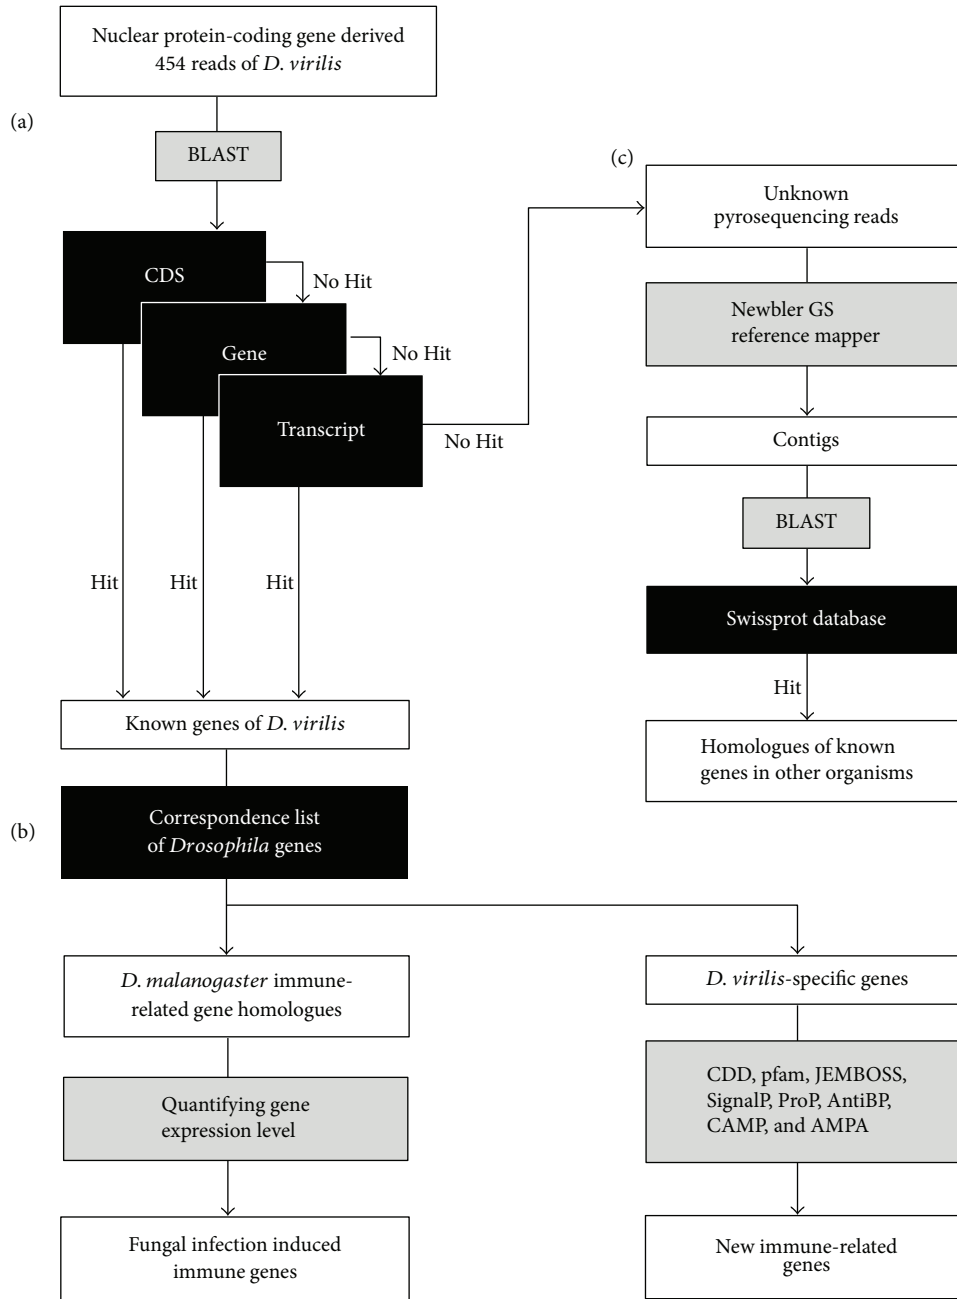 Nuclear protein-coding gene derived
454 reads of D. virilis
(a)
BLAST
CDS
No Hit
Gene
No Hit
Transcript
No Hit
Hit
Hit
Hit
Known genes of D. virilis
(b)
Correspondence list
of Drosophila genes
D. malanogaster immune-
related gene homologues
Quantifying gene
expression level
Fungal infection induced
immune genes
D. virilis-specific genes
CDD, pfam, JEMBOSS,
SignalP, ProP, AntiBP,
CAMP, and AMPA
New immune-related
genes
(c)
Unknown
pyrosequencing reads
Newbler GS
reference mapper
Contigs
BLAST
Swissprot database
Hit
Homologues of known
genes in other organisms